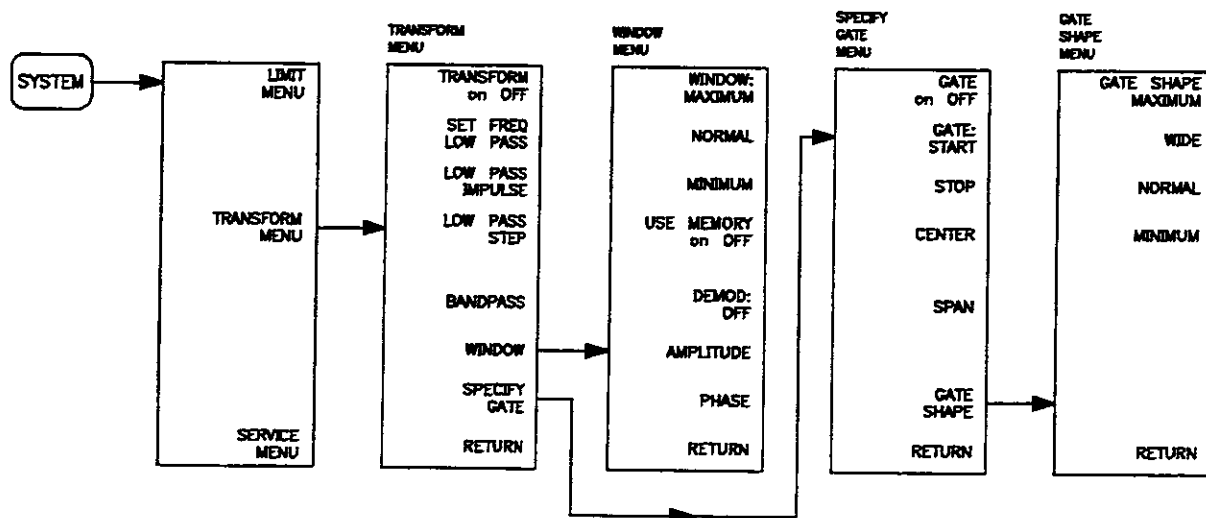 SYSTEM
LIMIT
MENU
TRANSFORM
MENU
SERVICE
MENU
TRANSFORM
MENU
TRANSFORM
on OFF
SET FREQ
LOW PASS
LOW PASS
IMPULSE
LOW PASS
STEP
BANDPASS
WINDOW
SPECIFY
GATE
RETURN
WINDOW
MENU
WINDOW:
MAXIMUM
NORMAL
MINIMUM
USE MEMORY
on OFF
DEMOD:
OFF
AMPLITUDE
PHASE
RETURN
SPECIFY
GATE
MENU
GATE
on OFF
GATE:
START
STOP
CENTER
SPAN
GATE
SHAPE
RETURN
GATE
SHAPE
MENU
GATE SHAPE
MAXIMUM
WIDE
NORMAL
MINIMUM
RETURN